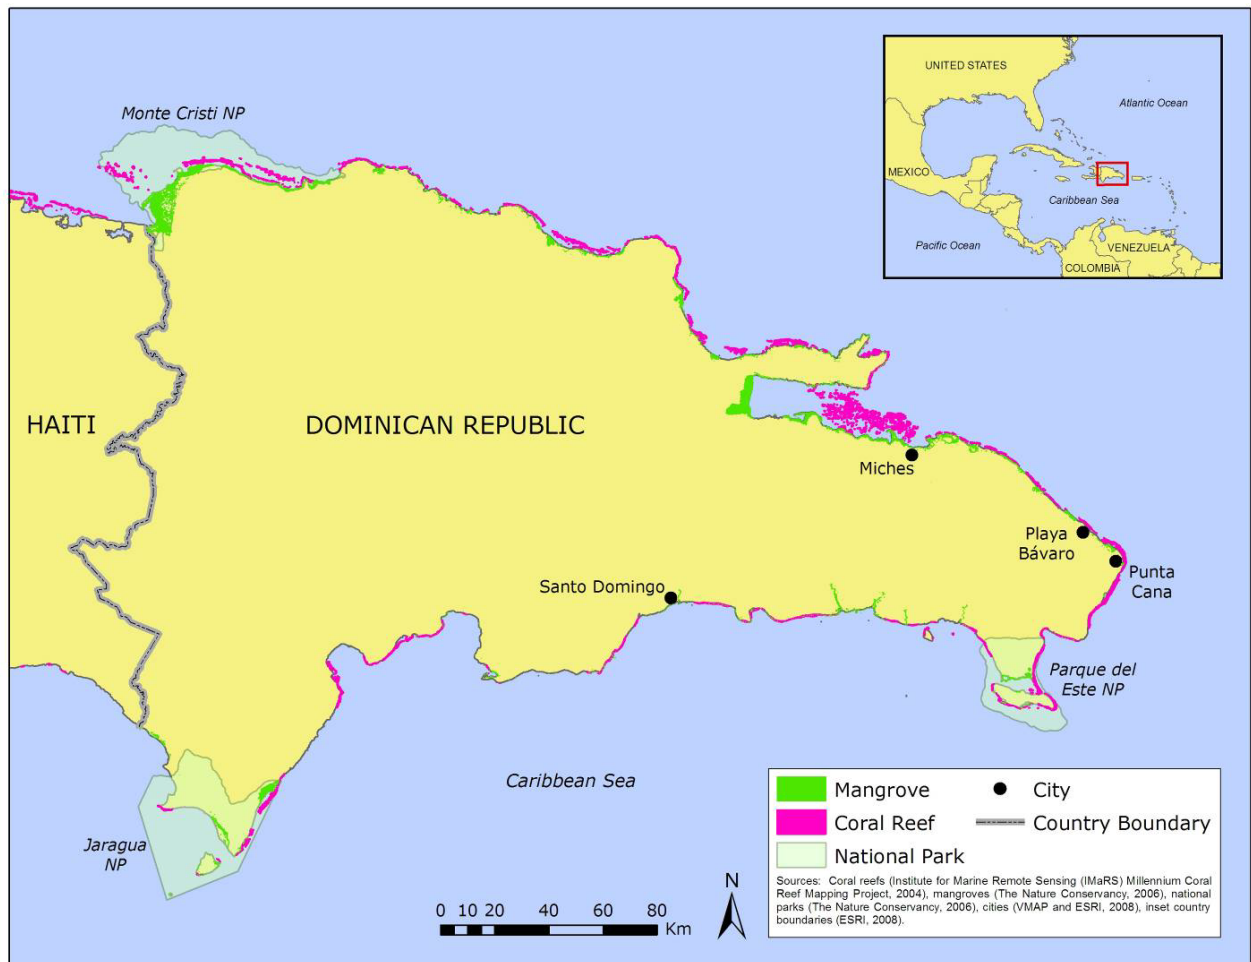 Monte Cristi NP
UNITED STATES
Atlantic Ocean
MEXICO
Caribbean Sea
Pacific Ocean
VENEZUELA
COLOMBIA
HAITI
DOMINICAN REPUBLIC
Miches
Playa
Bávaro
Punta
Cana
Santo Domingo
Parque del
Este NP
Caribbean Sea
Jaragua
NP
Mangrove
City
Coral Reef
Country Boundary
National Park
Sources: Coral reefs (Institute for Marine Remote Sensing (IMaRS) Millennium Coral
Reef Mapping Project, 2004), mangroves (The Nature Conservancy, 2006), national
parks (The Nature Conservancy, 2006), cities (VMAP and ESRI, 2008), inset country
boundaries (ESRI, 2008).
N
0 10 20 40 60 80
Km